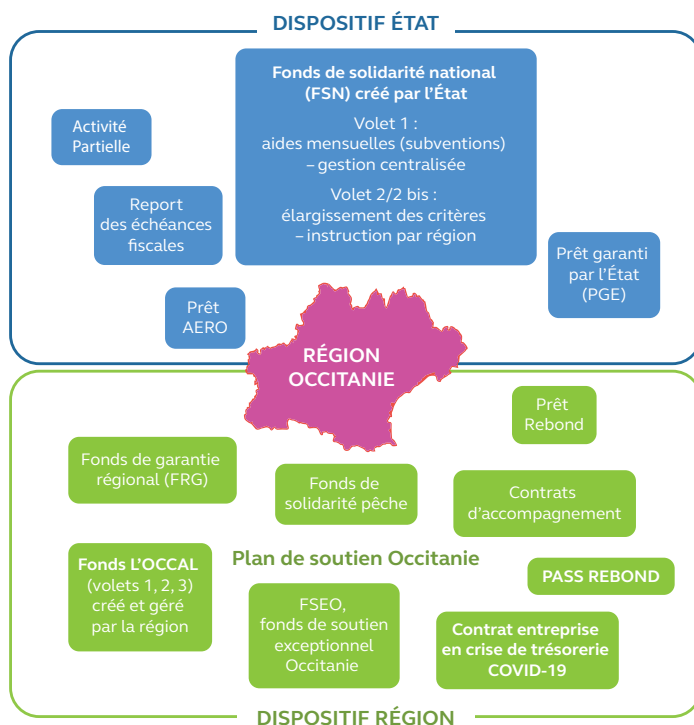 DISPOSITIF ÉTAT
Fonds de solidarité national
(FSN) créé par l'État
Volet 1 :
aides mensuelles (subventions)
– gestion centralisée
Volet 2/2 bis :
élargissement des critères
– instruction par région
Activité
Partielle
Report
des échéances
fiscales
Prêt garanti
par l'État
(PGE)
Prêt
AERO
RÉGION
OCCITANIE
Prêt
Rebond
Fonds de garantie
régional (FRG)
Fonds de
solidarité pêche
Contrats
d'accompagnement
Plan de soutien Occitanie
Fonds L'OCCAL
(volets 1, 2, 3)
créé et géré
par la région
PASS REBOND
FSEO,
fonds de soutien
exceptionnel
Occitanie
Contrat entreprise
en crise de trésorerie
COVID-19
DISPOSITIF RÉGION